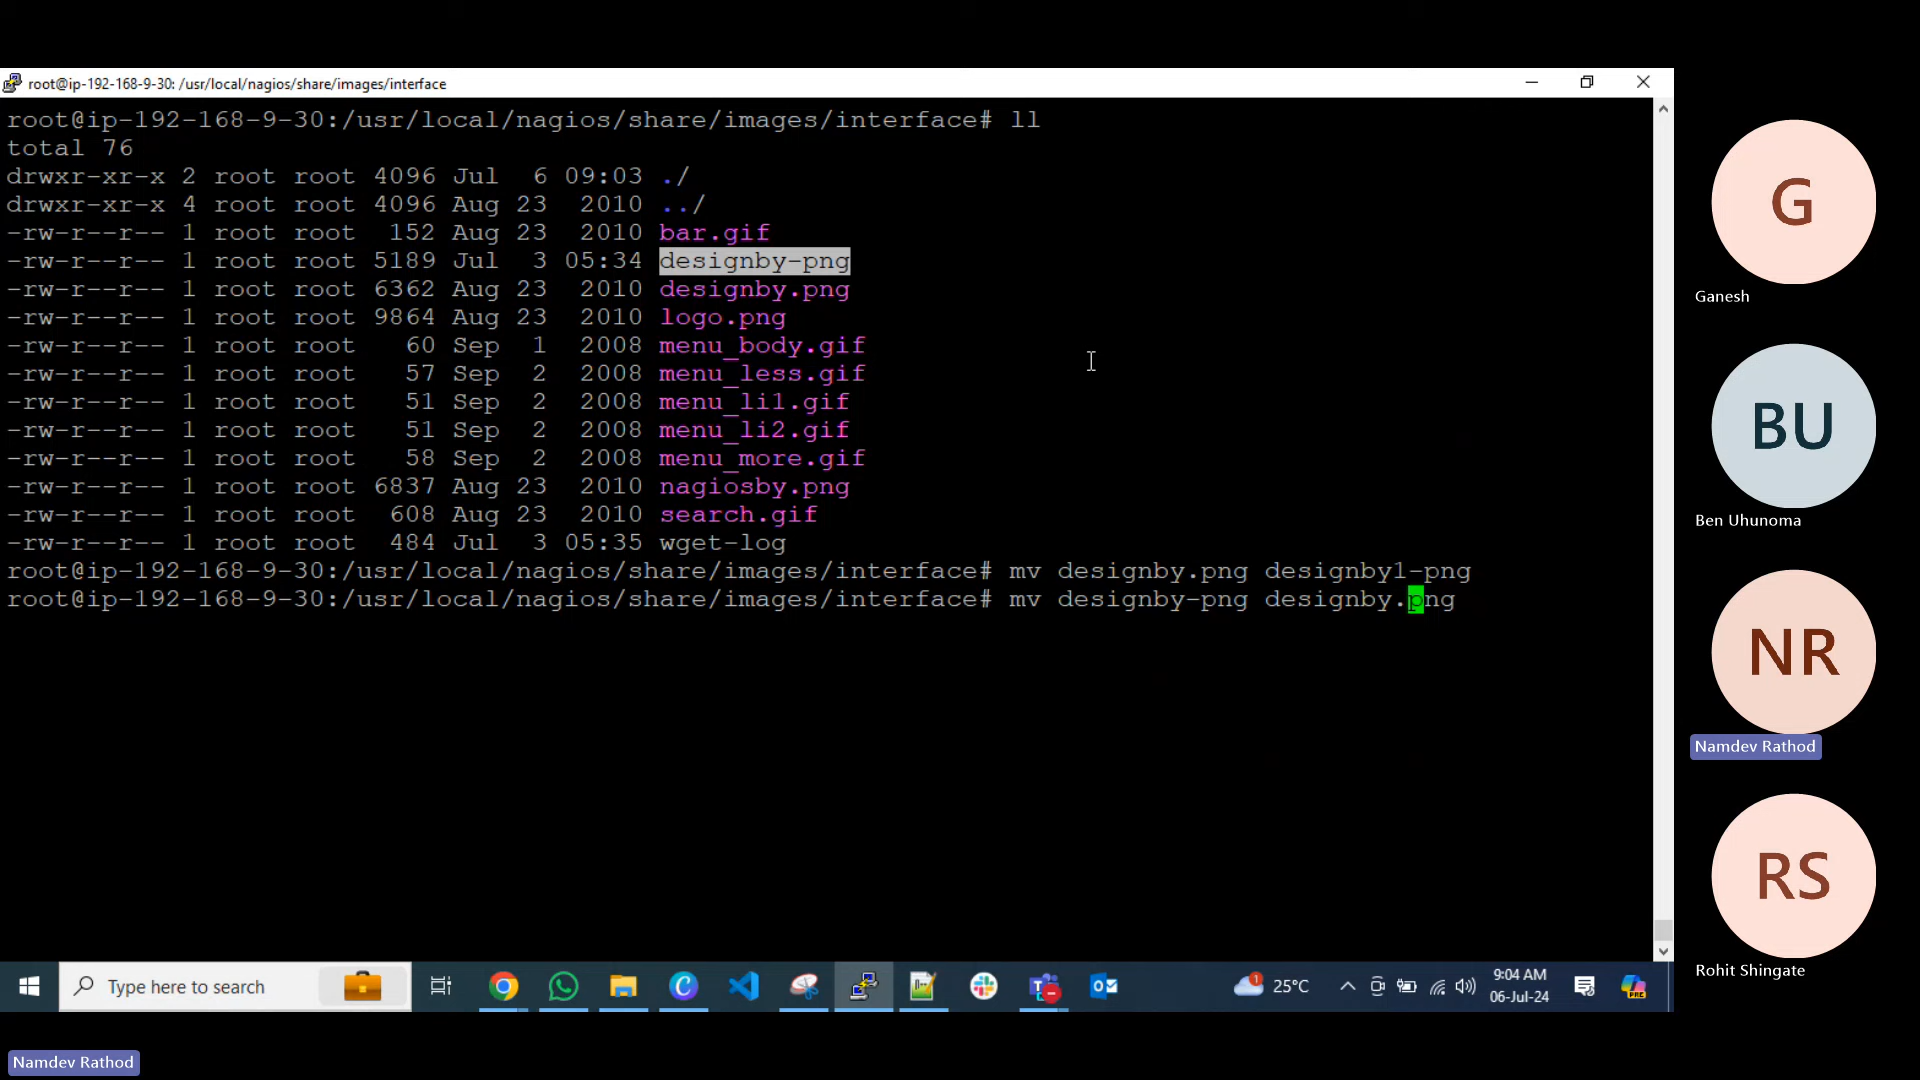 root@ip-192-168-9-30: /usr/local/nagios/share/images/interface
root@ip-192-168-9-30:/usr/local/nagios/share/images/interface# ll
total 76
drwxr-xr-x 2 root root 4096 Jul  6 09:03 ./
drwxr-xr-x 4 root root 4096 Aug 23  2010 ../
-rw-r--r-- 1 root root  152 Aug 23  2010 bar.gif
-rw-r--r-- 1 root root 5189 Jul  3 05:34 designby-png
-rw-r--r-- 1 root root 6362 Aug 23  2010 designby.png
-rw-r--r-- 1 root root 9864 Aug 23  2010 logo.png
-rw-r--r-- 1 root root   60 Sep  1  2008 menu_body.gif
-rw-r--r-- 1 root root   57 Sep  2  2008 menu_less.gif
-rw-r--r-- 1 root root   51 Sep  2  2008 menu_li1.gif
-rw-r--r-- 1 root root   51 Sep  2  2008 menu_li2.gif
-rw-r--r-- 1 root root   58 Sep  2  2008 menu_more.gif
-rw-r--r-- 1 root root 6837 Aug 23  2010 nagiosby.png
-rw-r--r-- 1 root root  608 Aug 23  2010 search.gif
-rw-r--r-- 1 root root  484 Jul  3 05:35 wget-log
root@ip-192-168-9-30:/usr/local/nagios/share/images/interface# mv designby.png designby1-png
root@ip-192-168-9-30:/usr/local/nagios/share/images/interface# mv designby-png designby.png
G
Ganesh
BU
Ben Uhunoma
NR
Namdev Rathod
RS
Rohit Shingate
Type here to search
1
25°C
9:04 AM
06-Jul-24
PRE
Namdev Rathod